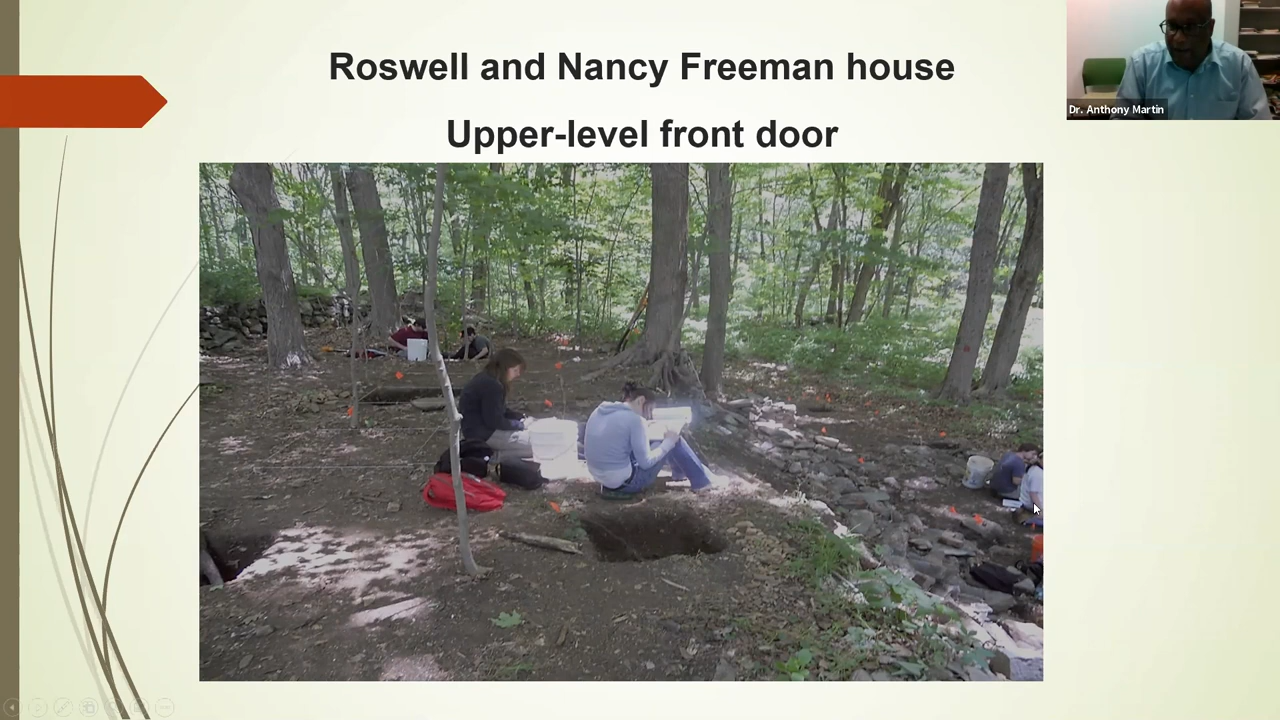 Roswell and Nancy Freeman house
Upper-level front door
Dr. Anthony Martin